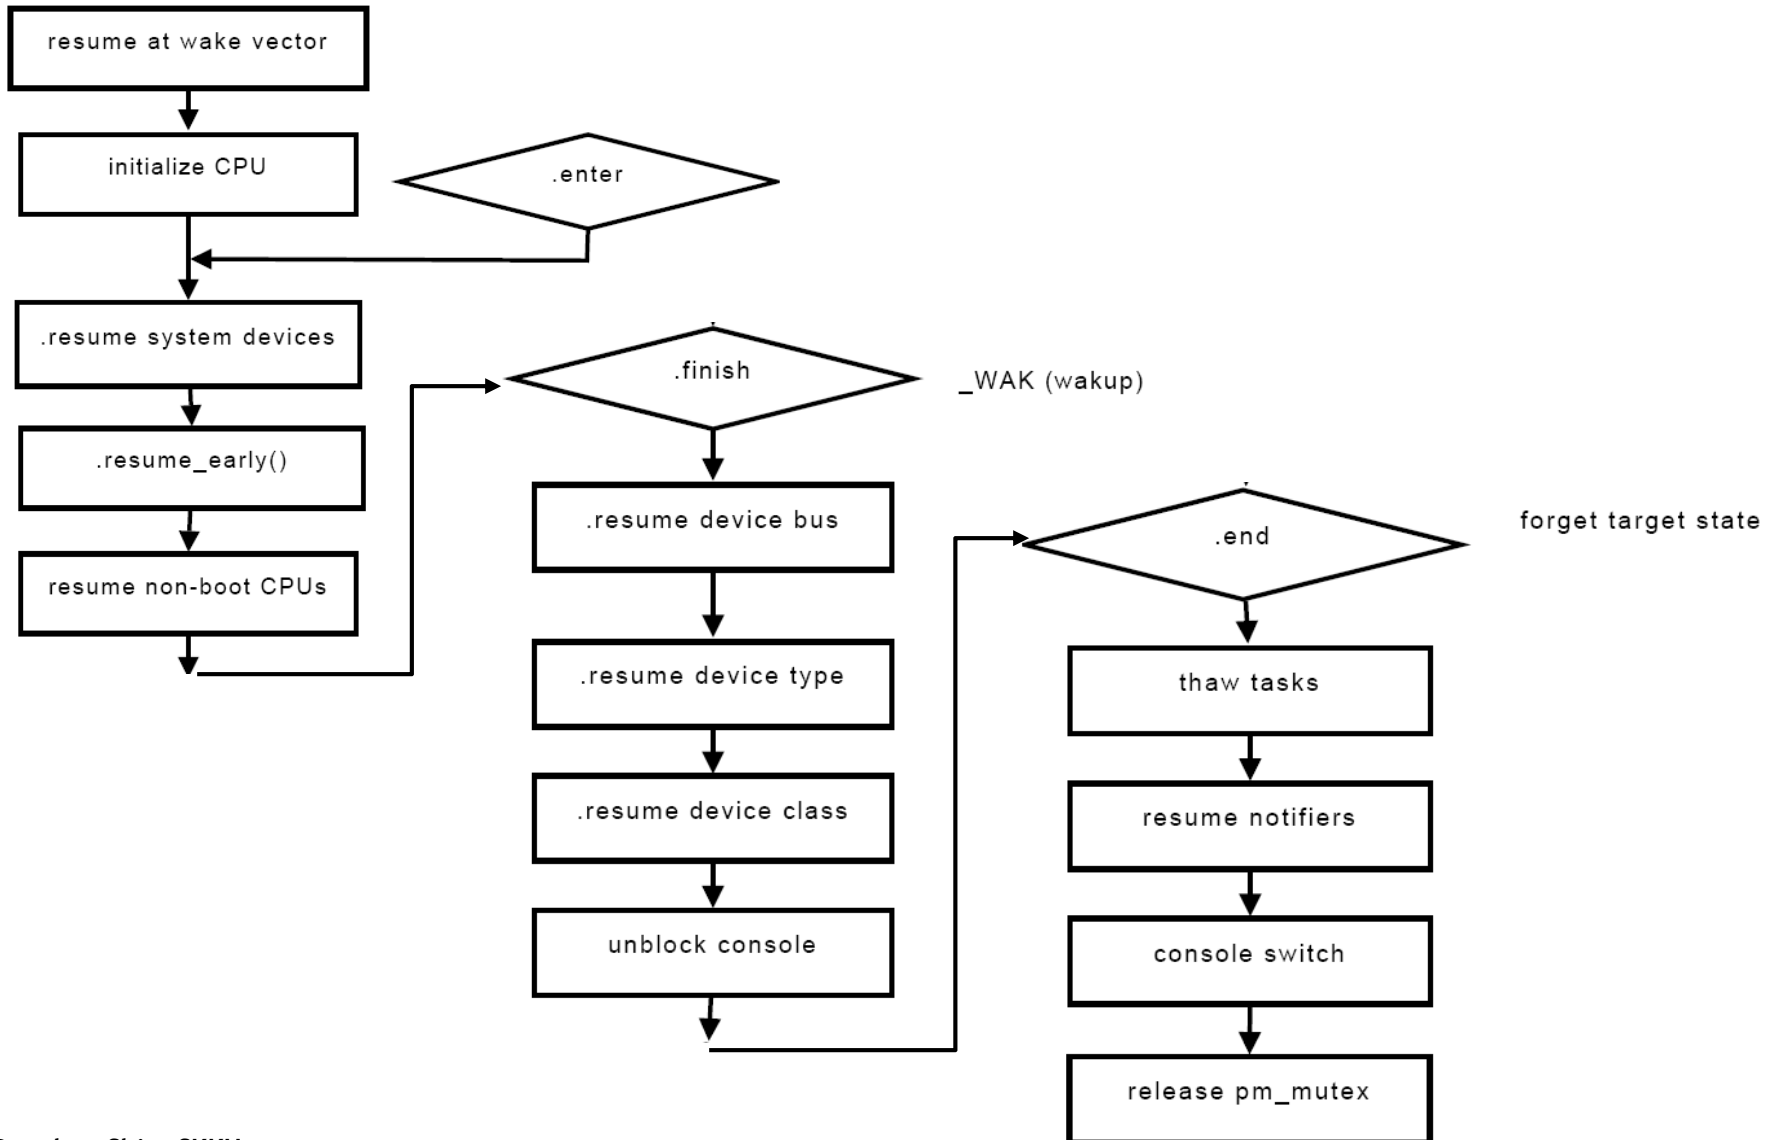 resume at wake vector
initialize CPU
.enter
.resume system devices
.resume_early()
resume non-boot CPUs
.finish
_WAK (wakup)
.resume device bus
.resume device type
.resume device class
unblock console
.end
forget target state
thaw tasks
resume notifiers
console switch
release pm_mutex